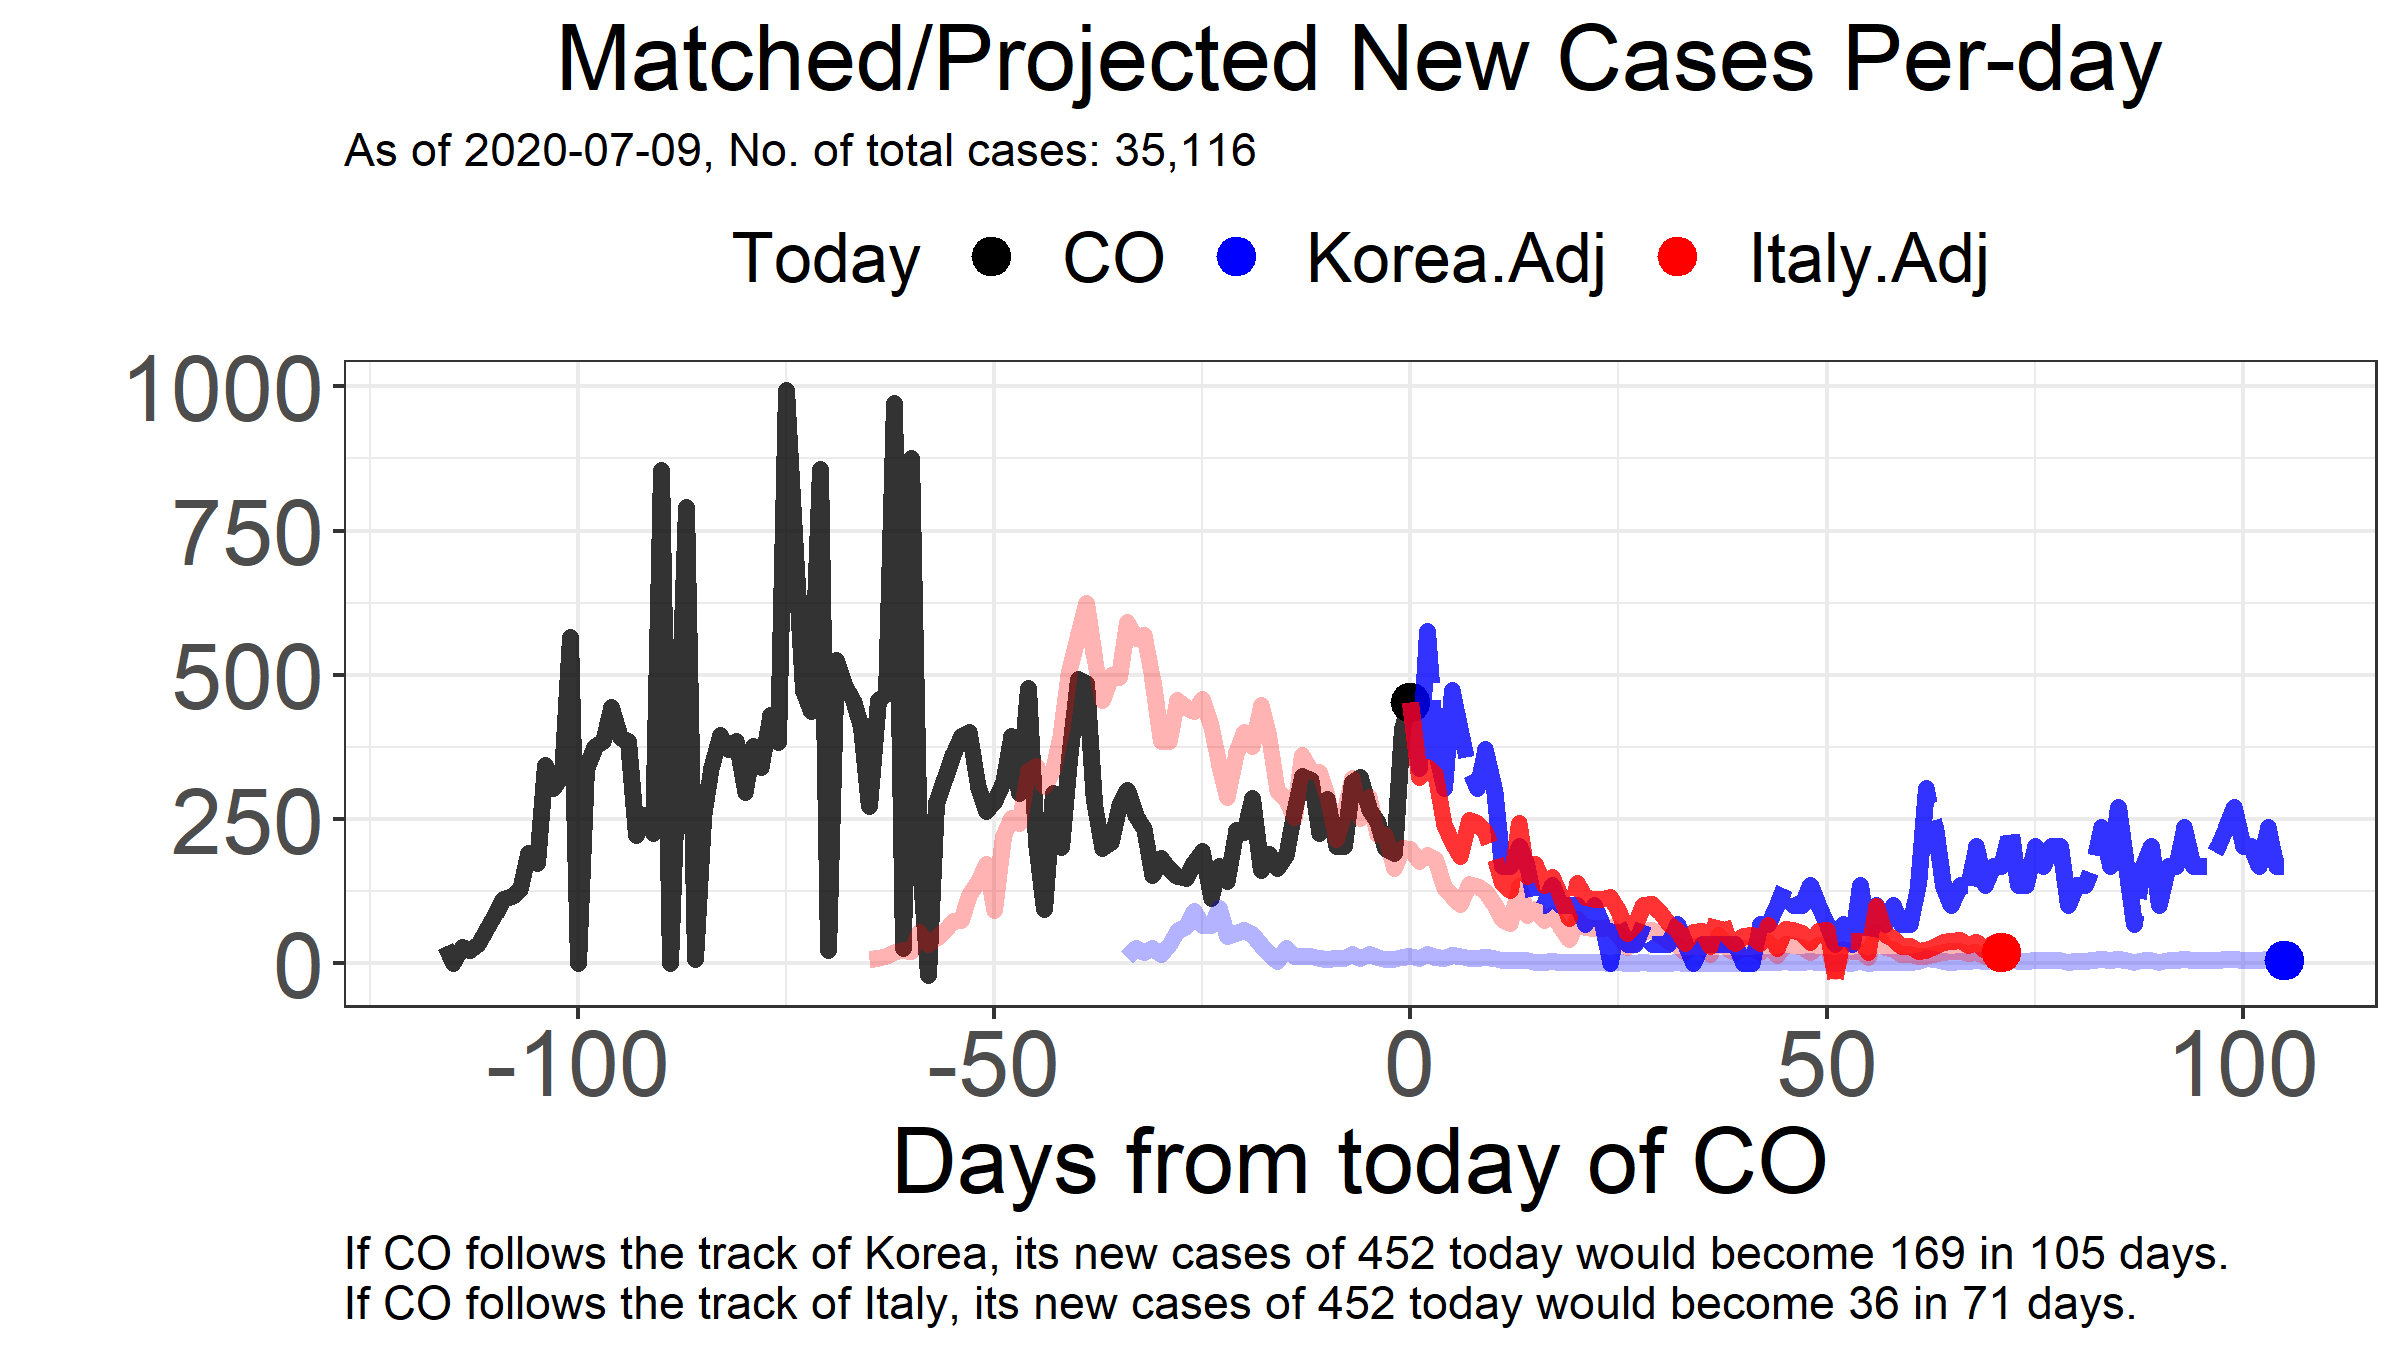 Matched/Projected New Cases Per-day
As of 2020-07-09, No. of total cases: 35,116
Today CO Korea.Adj Italy.Adj
1000
750
500
250
0
-100 -50 0 50 100
Days from today of CO
If CO follows the track of Korea, its new cases of 452 today would become 169 in 105 days.
If CO follows the track of Italy, its new cases of 452 today would become 36 in 71 days.